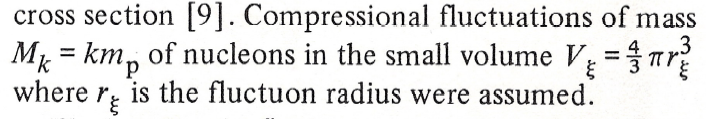 cross section [9]. Compressional fluctuations of mass
M_k = km_p of nucleons in the small volume V_ξ = 4/3 πr_ξ^3
where r_ξ is the fluctuon radius were assumed.